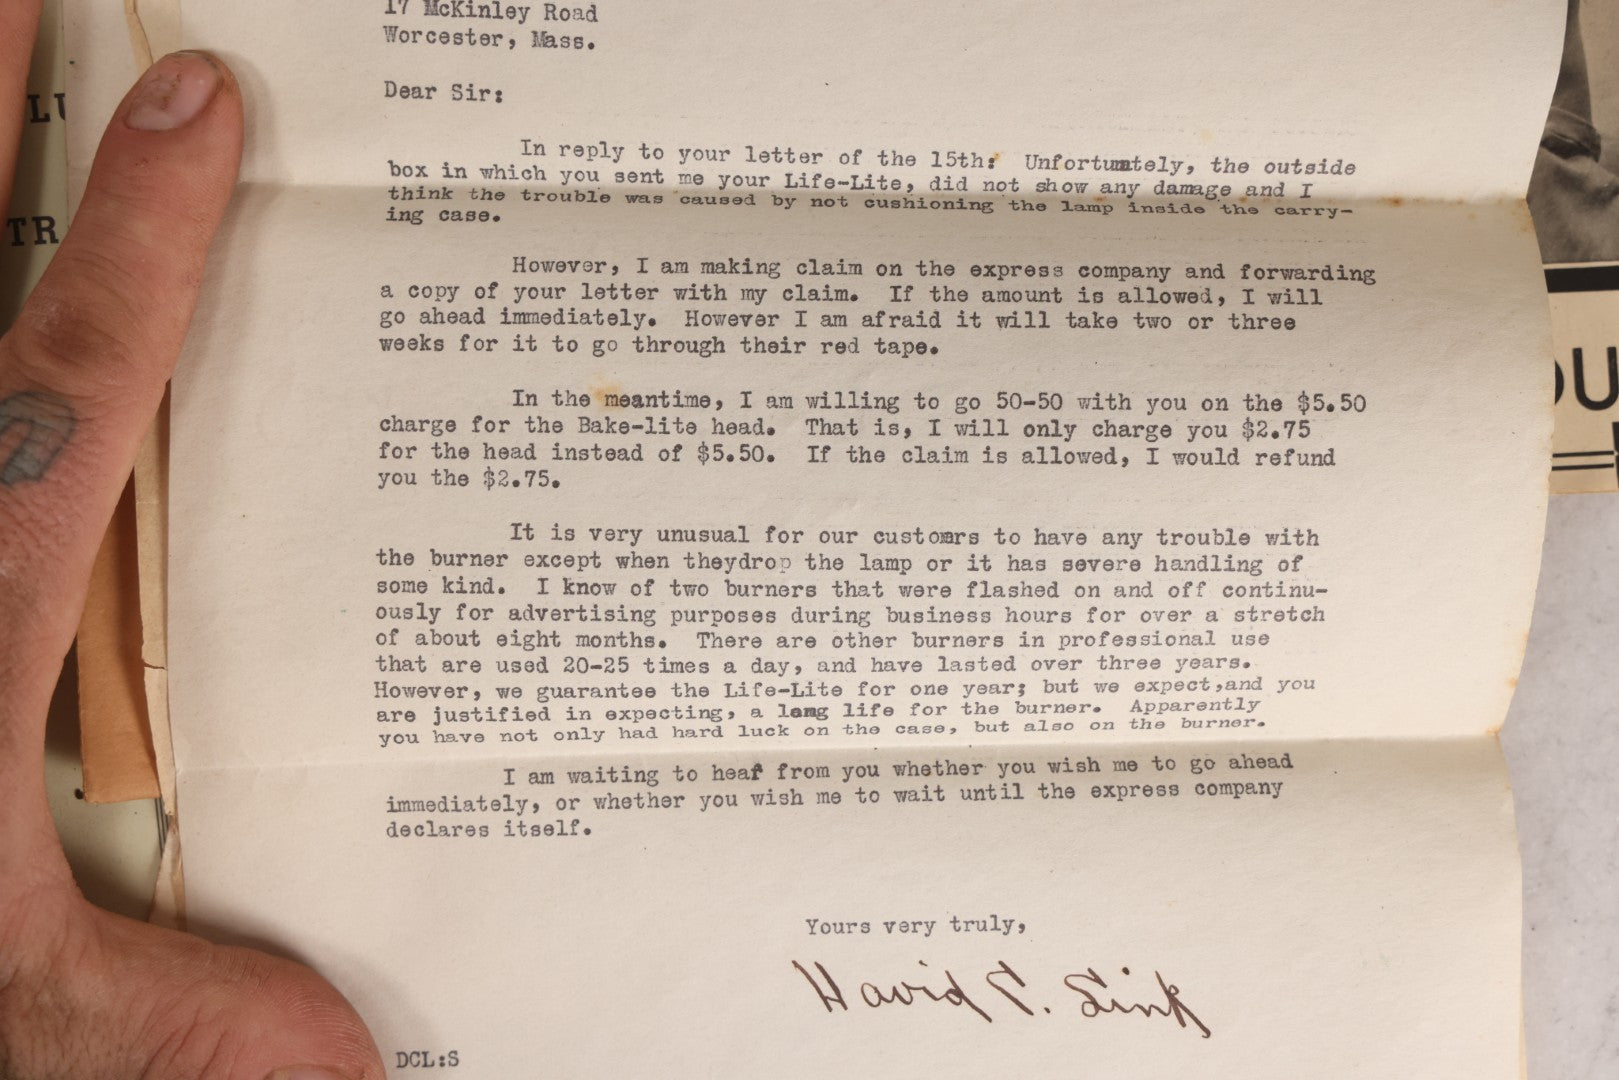 17 McKinley Road
Worcester, Mass.
Dear Sir:
In reply to your letter of the 15th: Unfortunately, the outside
box in which you sent me your Life-Lite, did not show any damage and I
think the trouble was caused by not cushioning the lamp inside the carry-
ing case.
However, I am making claim on the express company and forwarding
a copy of your letter with my claim. If the amount is allowed, I will
go ahead immediately. However I am afraid it will take two or three
weeks for it to go through their red tape.
In the meantime, I am willing to go 50-50 with you on the $5.50
charge for the Bake-lite head. That is, I will only charge you $2.75
for the head instead of $5.50. If the claim is allowed, I would refund
you the $2.75.
It is very unusual for our customrs to have any trouble with
the burner except when theydrop the lamp or it has severe handling of
some kind. I know of two burners that were flashed on and off continu-
ously for advertising purposes during business hours for over a stretch
of about eight months. There are other burners in professional use
that are used 20-25 times a day, and have lasted over three years.
However, we guarantee the Life-Lite for one year; but we expect,and you
are justified in expecting, a long life for the burner. Apparently
you have not only had hard luck on the case, but also on the burner.
I am waiting to hear from you whether you wish me to go ahead
immediately, or whether you wish me to wait until the express company
declares itself.
Yours very truly,
David C. Link
DCL:S
LU
TR
OU